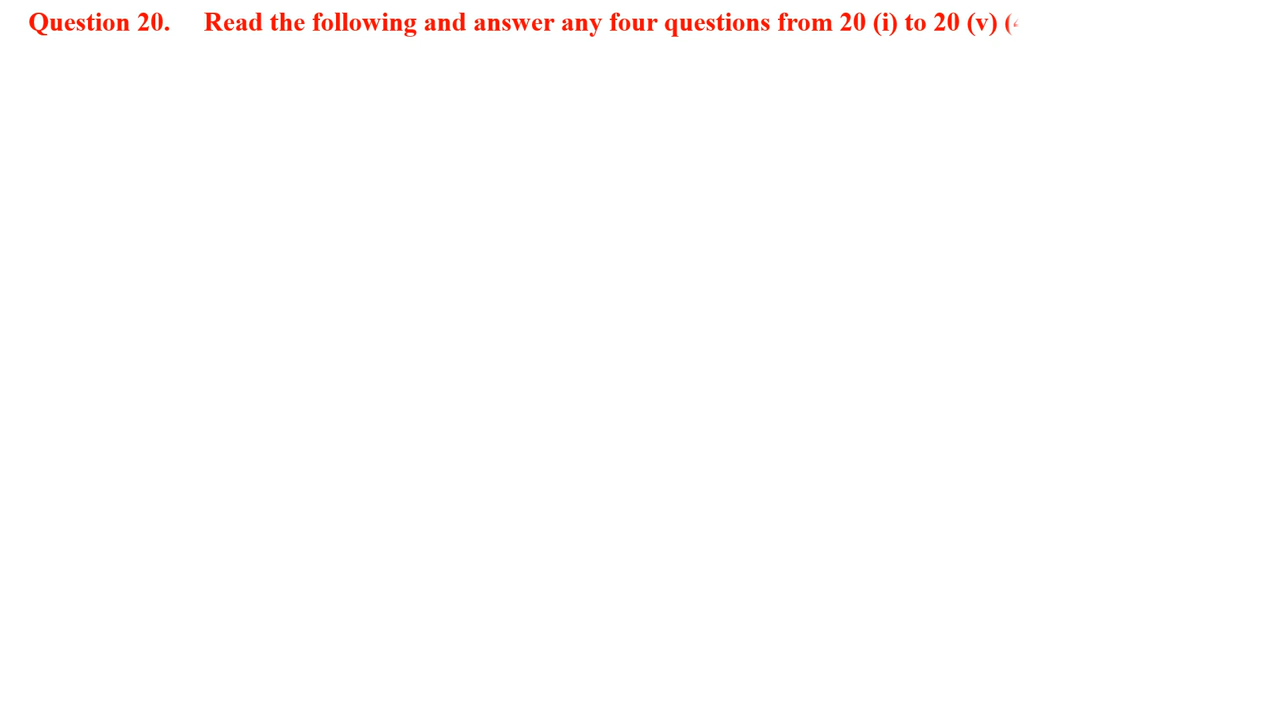 Question 20. Read the following and answer any four questions from 20 (i) to 20 (v) (